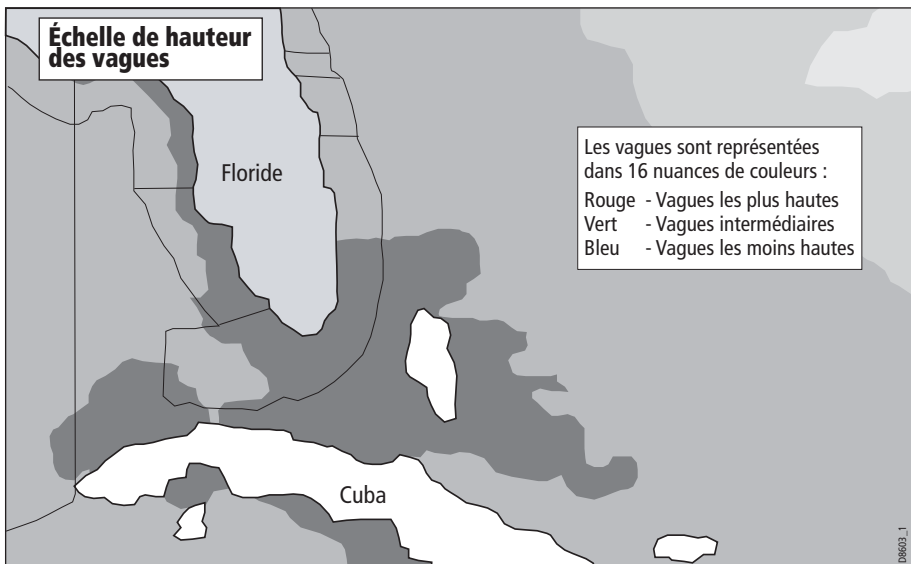 Échelle de hauteur
des vagues
Floride
Les vagues sont représentées
dans 16 nuances de couleurs :
Rouge - Vagues les plus hautes
Vert - Vagues intermédiaires
Bleu - Vagues les moins hautes
Cuba
D8603_1